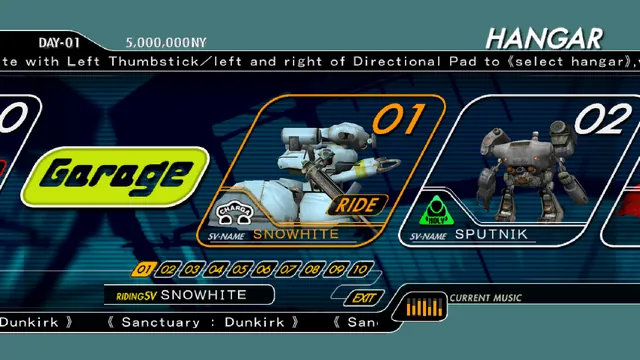 DAY-01 5,000,000NY HANGAR
te with Left Thumbstick/left and right of Directional Pad to《select hangar》,v
0 01 02
Garage
CHARGA RIDE
SV-NAME SNOWHITE SV-NAME SPUTNIK
01 02 03 04 05 06 07 08 09 10
RIDINGSV SNOWHITE EXIT CURRENT MUSIC
Dunkirk 》 《 Sanctuary : Dunkirk 》 《 San